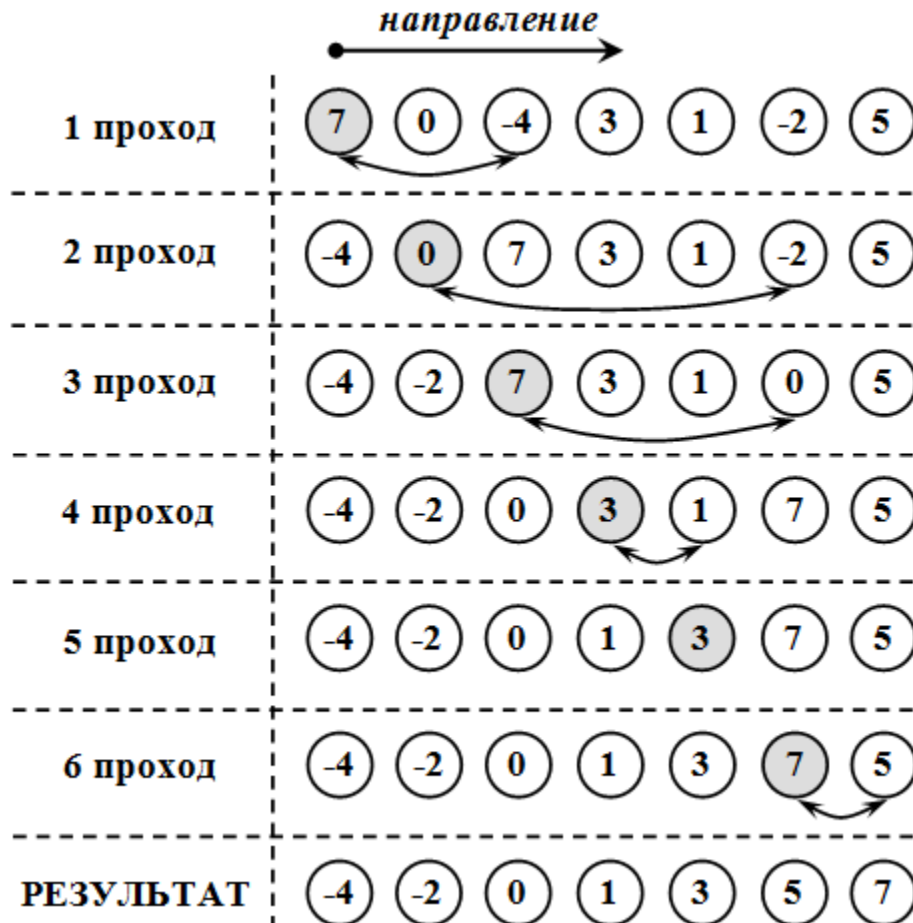 направление
1 проход 7 0 -4 3 1 -2 5
2 проход -4 0 7 3 1 -2 5
3 проход -4 -2 7 3 1 0 5
4 проход -4 -2 0 3 1 7 5
5 проход -4 -2 0 1 3 7 5
6 проход -4 -2 0 1 3 7 5
РЕЗУЛЬТАТ -4 -2 0 1 3 5 7